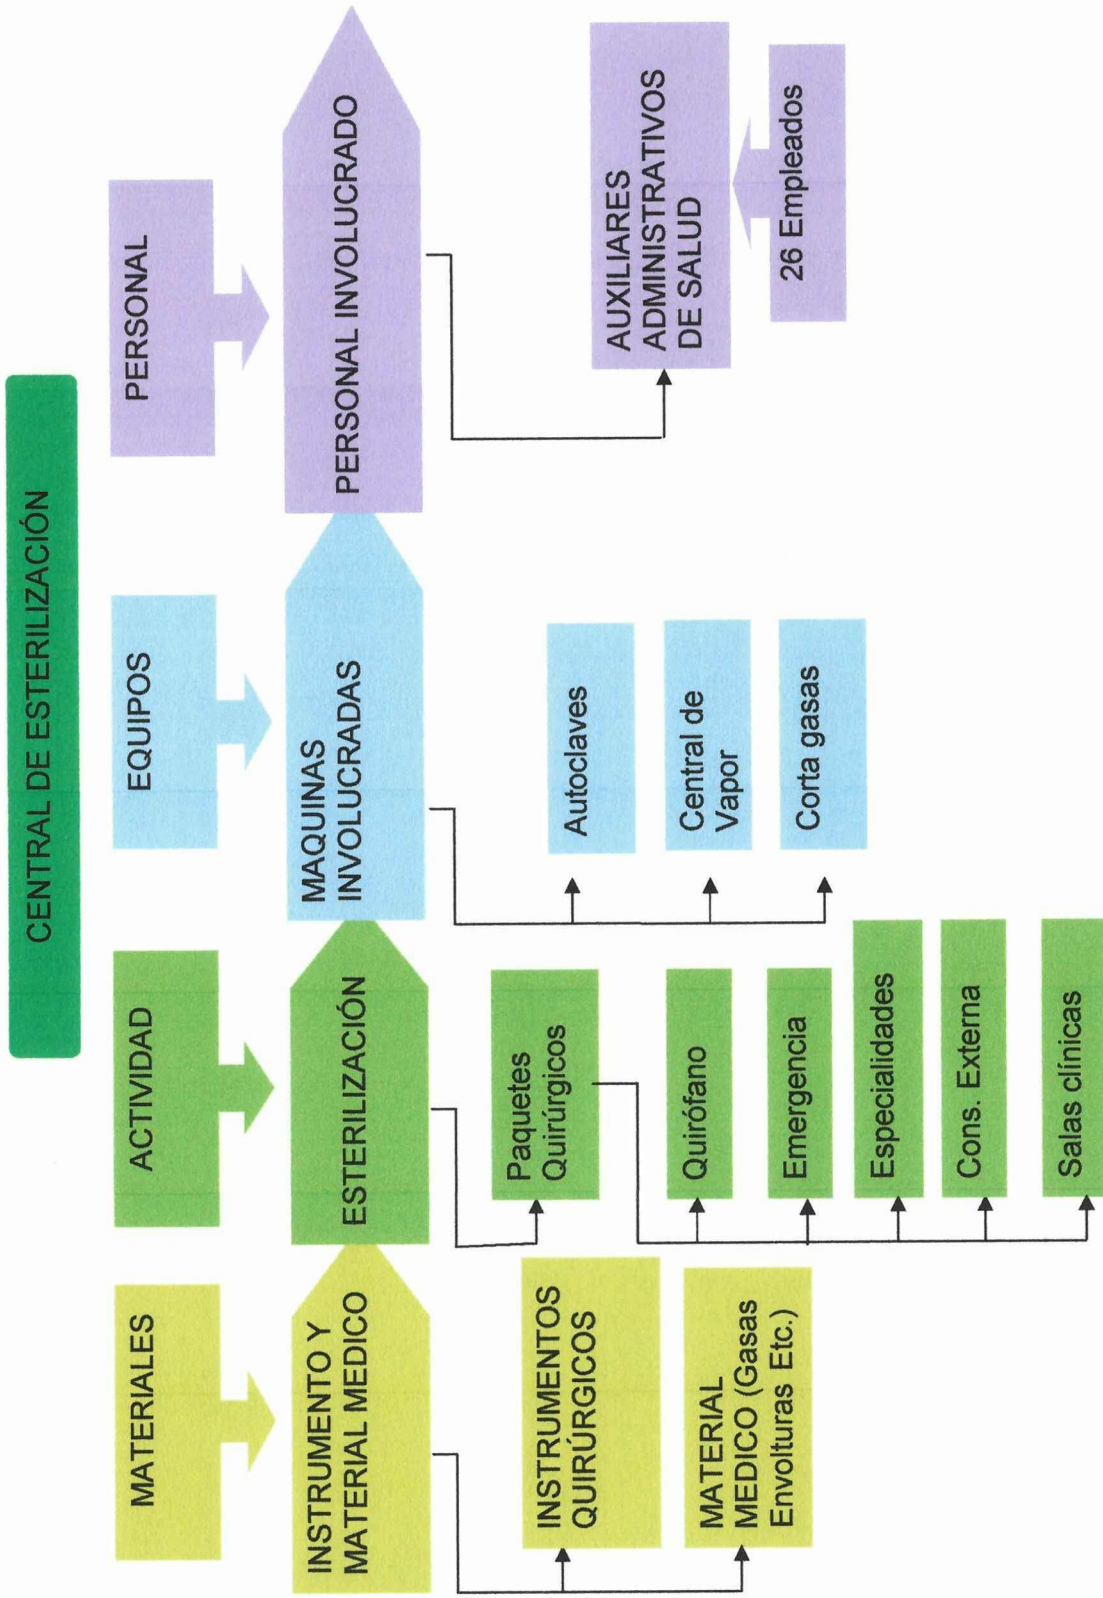 CENTRAL DE ESTERILIZACIÓN
MATERIALES
ACTIVIDAD
EQUIPOS
PERSONAL
INSTRUMENTO Y
MATERIAL MEDICO
ESTERILIZACIÓN
MAQUINAS
INVOLUCRADAS
PERSONAL INVOLUCRADO
INSTRUMENTOS
QUIRÚRGICOS
MATERIAL
MEDICO (Gasas
Envolturas Etc.)
Paquetes
Quirúrgicos
Quirófano
Emergencia
Especialidades
Cons. Externa
Salas clínicas
Autoclaves
Central de
Vapor
Corta gasas
AUXILIARES
ADMINISTRATIVOS
DE SALUD
26 Empleados